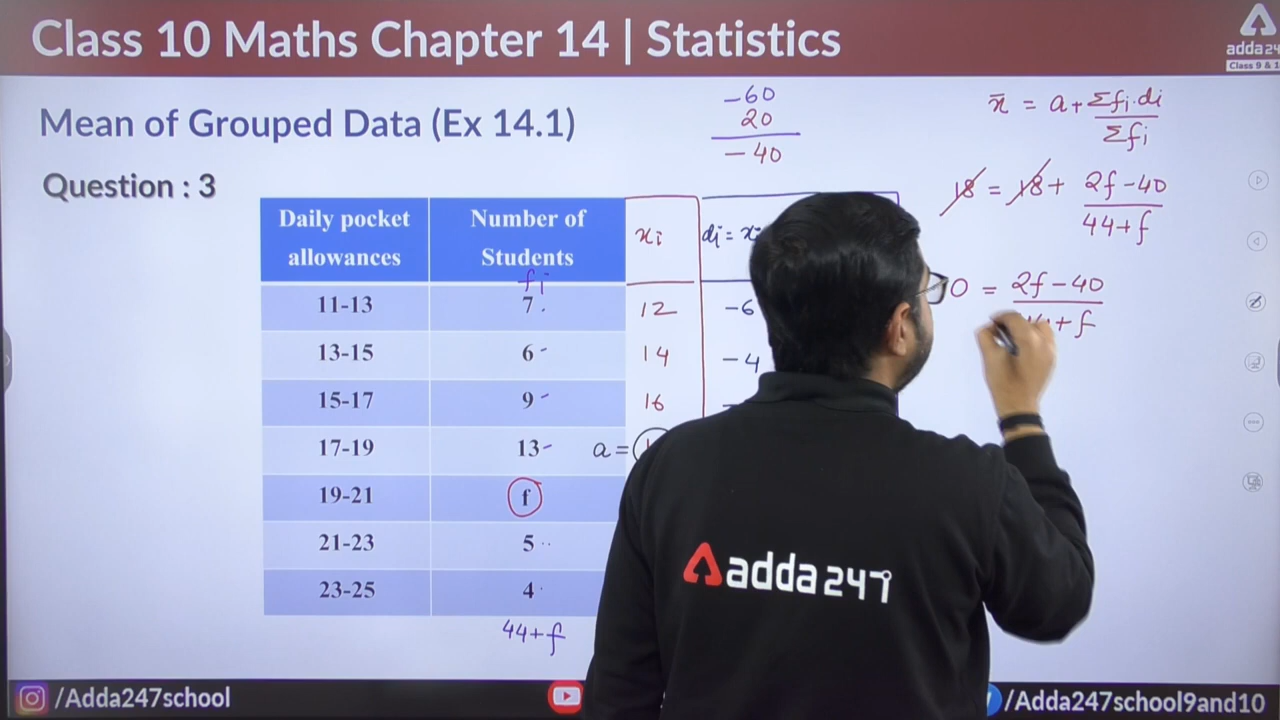 Class 10 Maths Chapter 14 | Statistics
adda24
Class 9 & 1
Mean of Grouped Data (Ex 14.1)
-60
20
-40
x̄ = a + Σfi.di / Σfi
Question : 3
18 = 18 + 2f-40 / 44+f
Daily pocket allowances Number of Students xi di = x
fi
0 = 2f-40 / +f
11-13 7 12 -6
13-15 6 14 -4
15-17 9 16
17-19 13 a =
19-21 f
21-23 5
23-25 4
44+f
adda247
/Adda247school
/Adda247school9and10